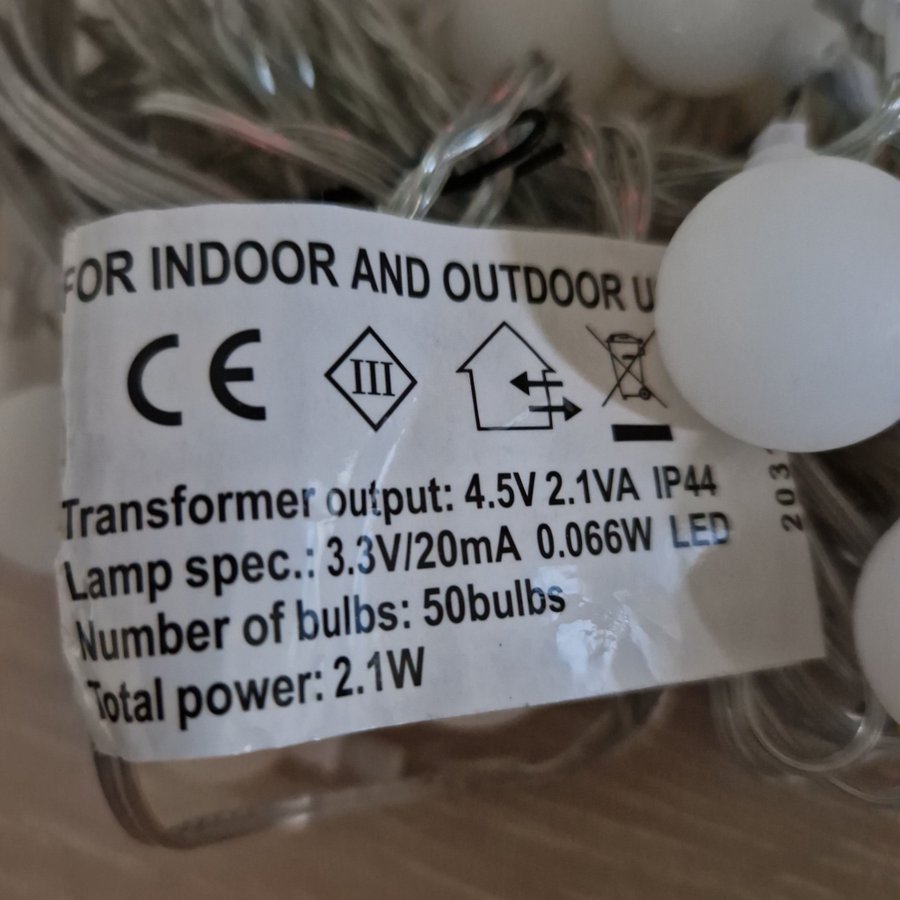 FOR INDOOR AND OUTDOOR
CE
III
Transformer output: 4.5V 2.1VA IP44
Lamp spec.: 3.3V/20mA 0.066W LED
Number of bulbs: 50bulbs
Total power: 2.1W